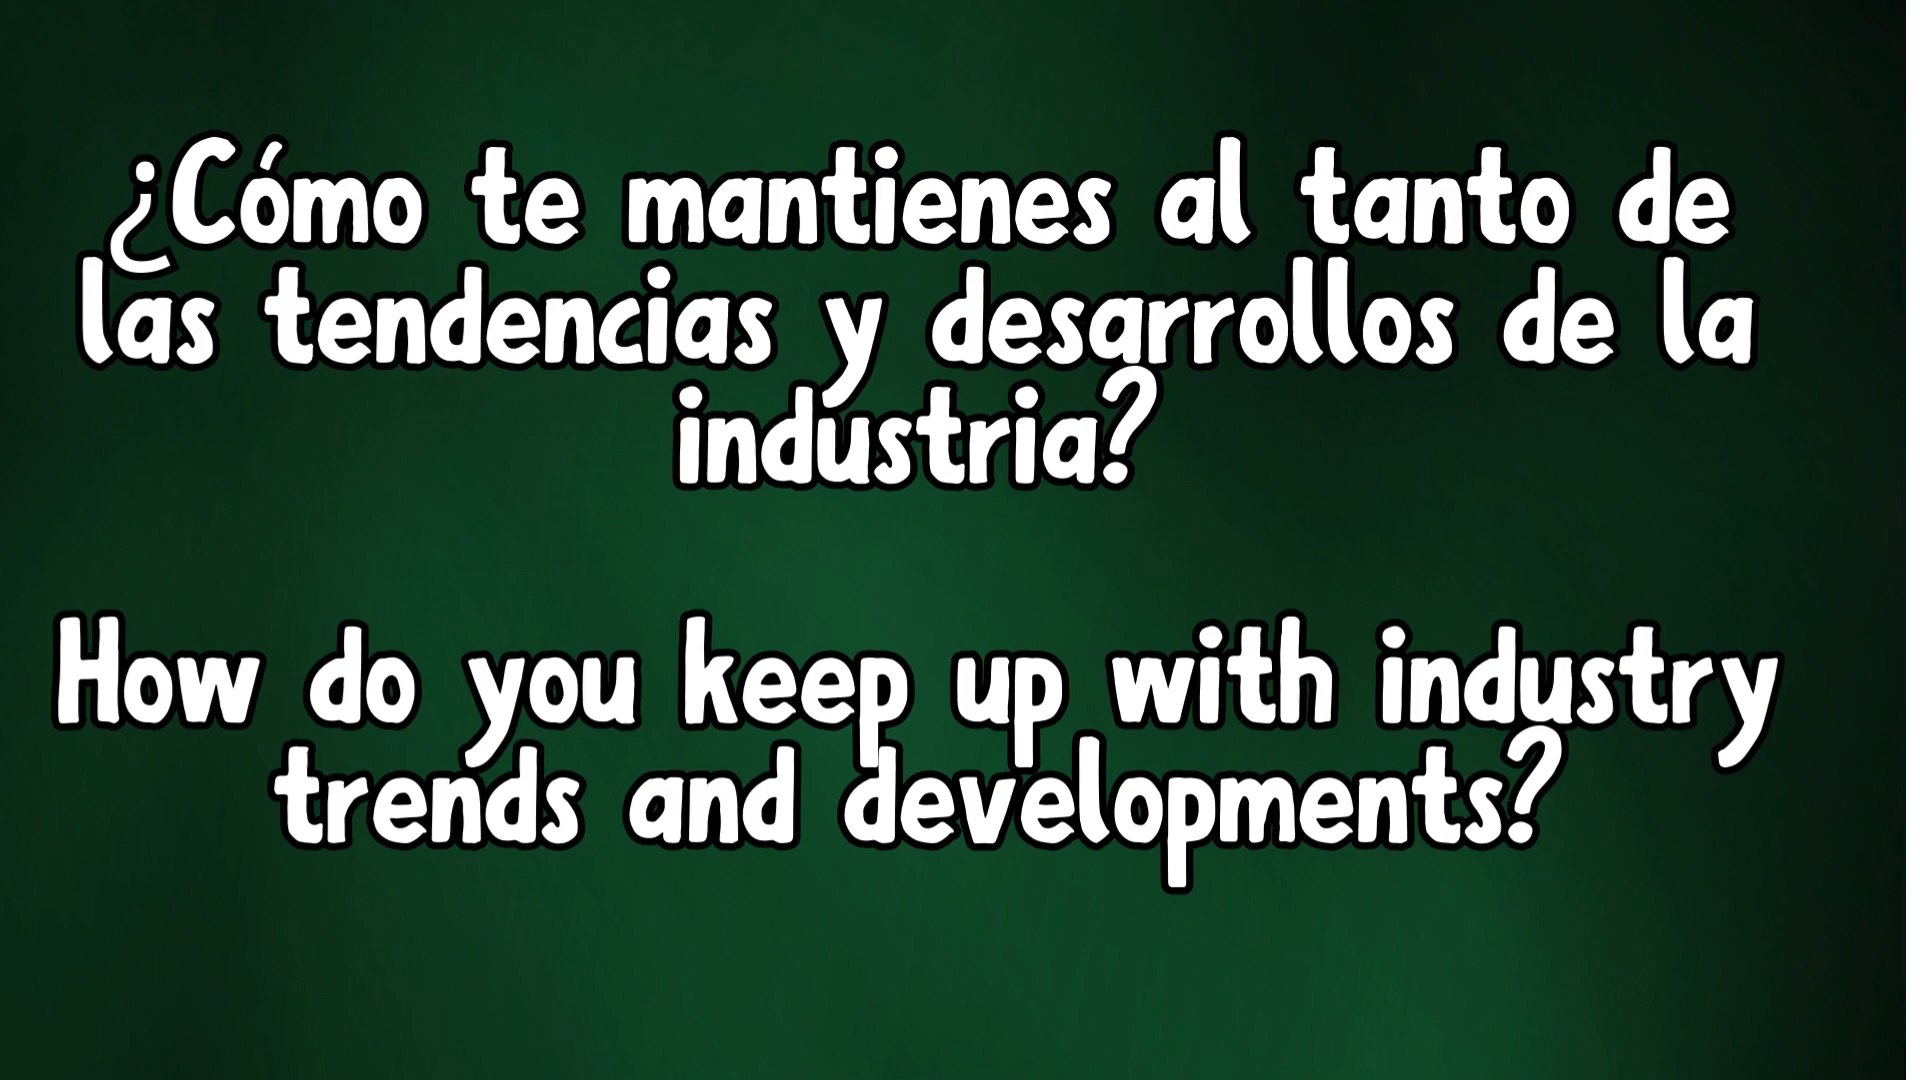 ¿Cómo te mantienes al tanto de
las tendencias y desarrollos de la
industria?
How do you keep up with industry
trends and developments?